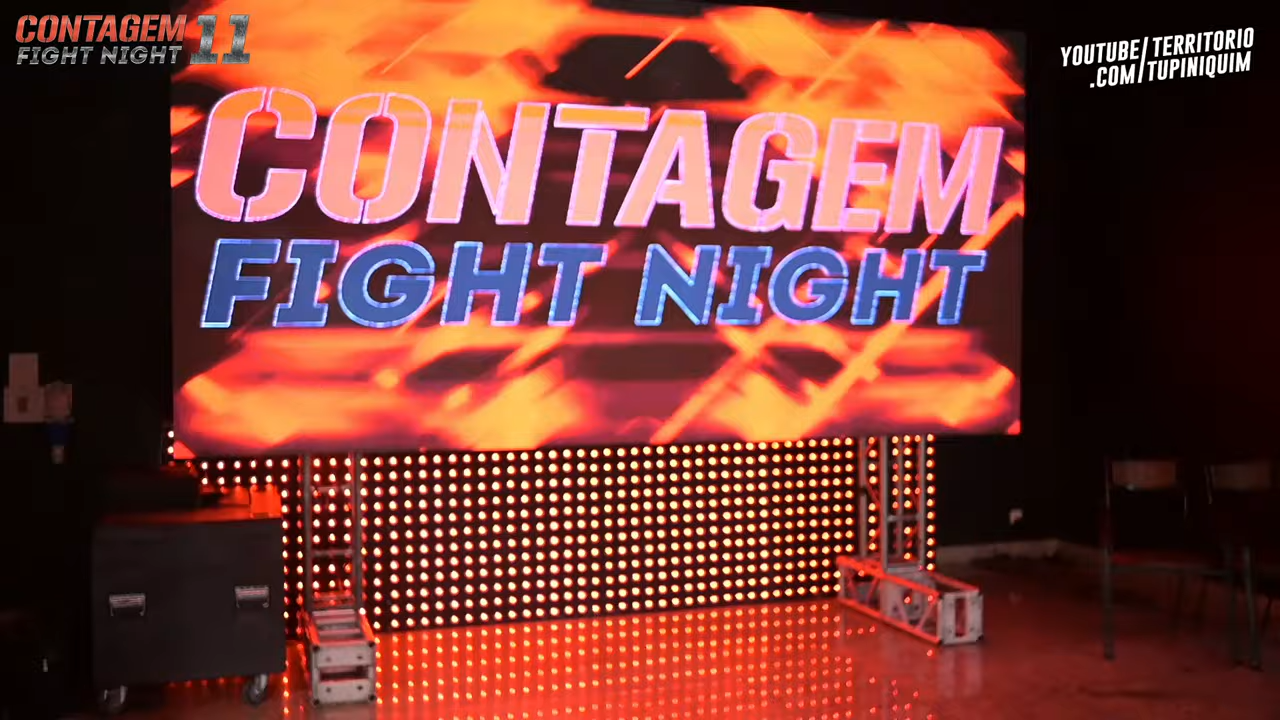 CONTAGEM
FIGHT NIGHT 11
YOUTUBE/TERRITORIO
.COM/TUPINIQUIM
CONTAGEM
FIGHT NIGHT